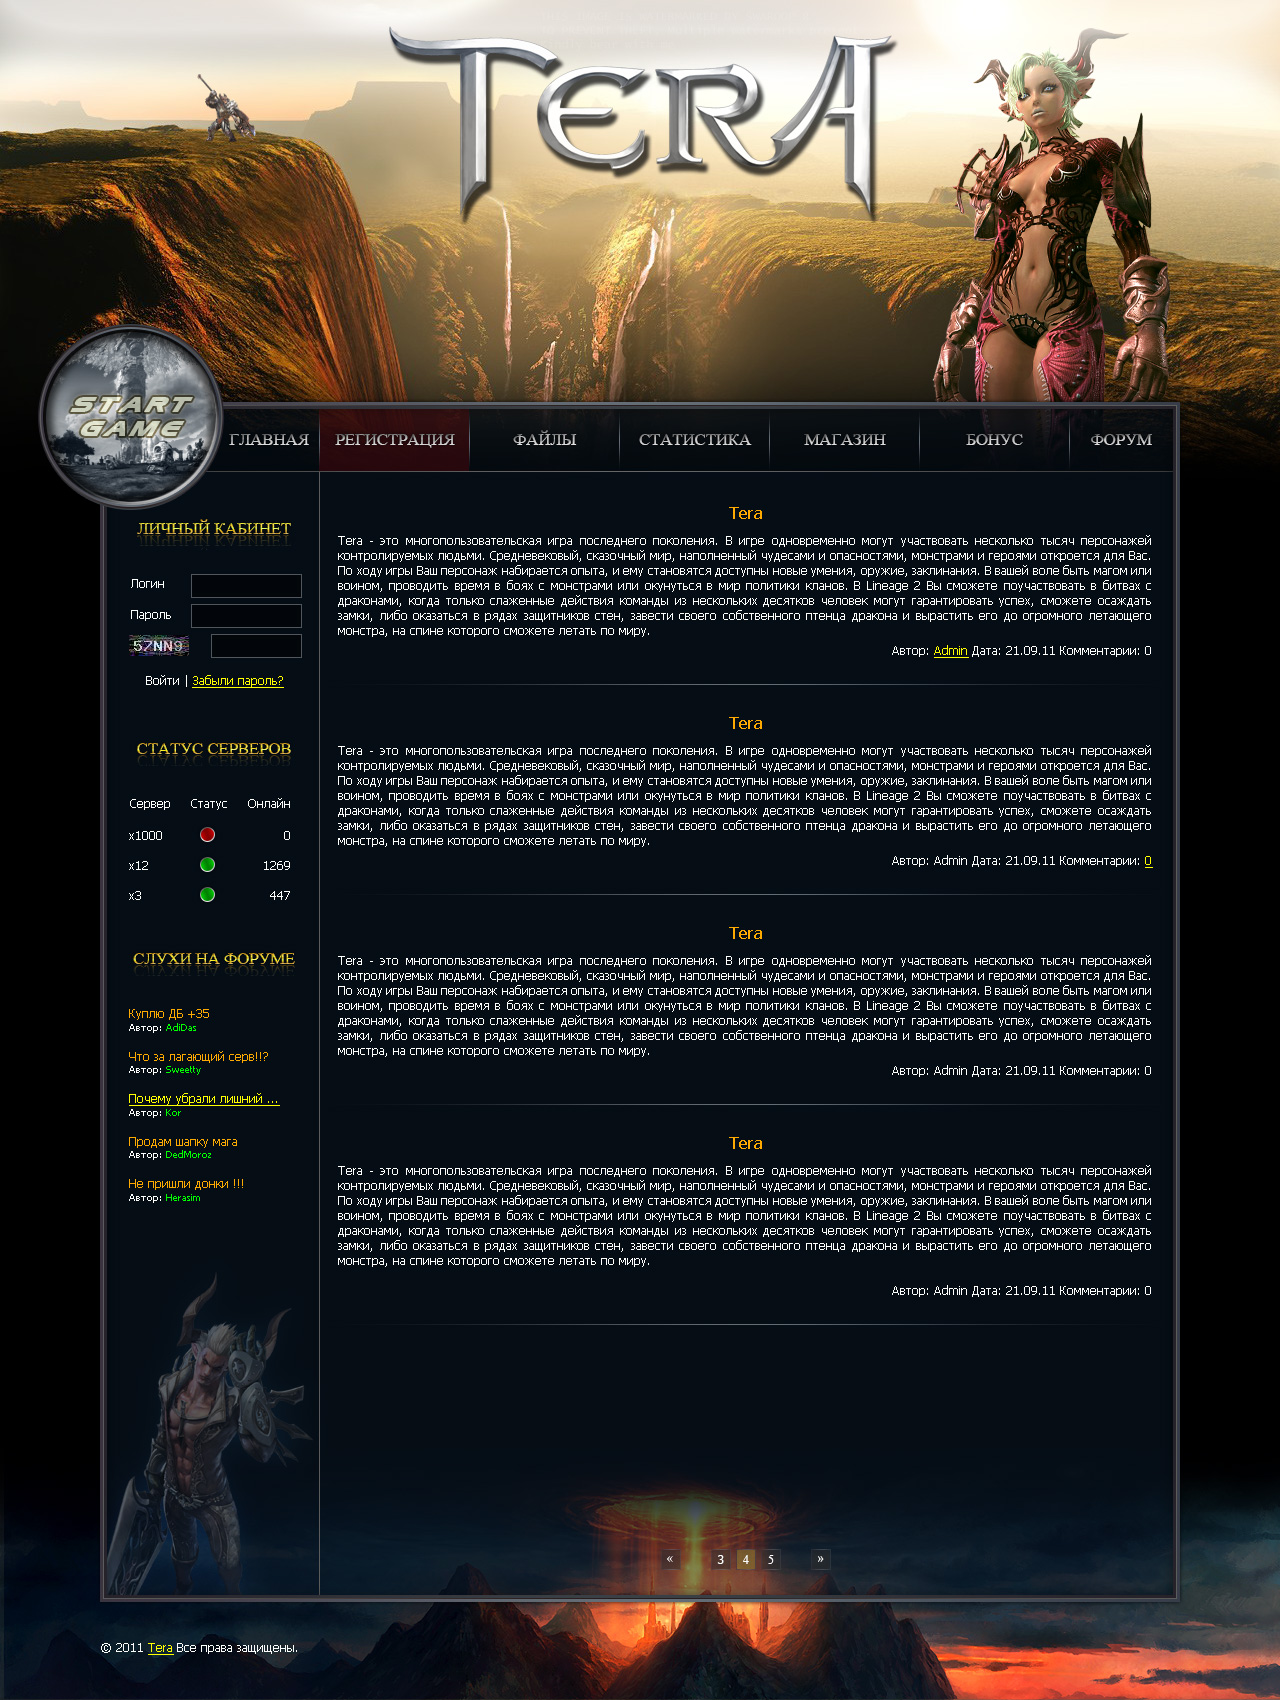 TERA
START
GAME
ГЛАВНАЯ РЕГИСТРАЦИЯ ФАЙЛЫ СТАТИСТИКА МАГАЗИН БОНУС ФОРУМ
ЛИЧНЫЙ КАБИНЕТ
Логин
Пароль
57NN9
Войти | Забыли пароль?
СТАТУС СЕРВЕРОВ
Сервер Статус Онлайн
x1000 0
x12 1269
x3 447
СЛУХИ НА ФОРУМЕ
Куплю ДБ +35
Автор: AdiDas
Что за лагающий серв!!?
Автор: Sweetty
Почему убрали лишний ...
Автор: Kor
Продам шапку мага
Автор: DedMoroz
Не пришли донки !!!
Автор: Herasim
Tera
Tera - это многопользовательская игра последнего поколения. В игре одновременно могут участвовать несколько тысяч персонажей
контролируемых людьми. Средневековый, сказочный мир, наполненный чудесами и опасностями, монстрами и героями откроется для Вас.
По ходу игры Ваш персонаж набирается опыта, и ему становятся доступны новые умения, оружие, заклинания. В вашей воле быть магом или
воином, проводить время в боях с монстрами или окунуться в мир политики кланов. В Lineage 2 Вы сможете поучаствовать в битвах с
драконами, когда только слаженные действия команды из нескольких десятков человек могут гарантировать успех, сможете осаждать
замки, либо оказаться в рядах защитников стен, завести своего собственного птенца дракона и вырастить его до огромного летающего
монстра, на спине которого сможете летать по миру.
Автор: Admin Дата: 21.09.11 Комментарии: 0
Tera
Tera - это многопользовательская игра последнего поколения. В игре одновременно могут участвовать несколько тысяч персонажей
контролируемых людьми. Средневековый, сказочный мир, наполненный чудесами и опасностями, монстрами и героями откроется для Вас.
По ходу игры Ваш персонаж набирается опыта, и ему становятся доступны новые умения, оружие, заклинания. В вашей воле быть магом или
воином, проводить время в боях с монстрами или окунуться в мир политики кланов. В Lineage 2 Вы сможете поучаствовать в битвах с
драконами, когда только слаженные действия команды из нескольких десятков человек могут гарантировать успех, сможете осаждать
замки, либо оказаться в рядах защитников стен, завести своего собственного птенца дракона и вырастить его до огромного летающего
монстра, на спине которого сможете летать по миру.
Автор: Admin Дата: 21.09.11 Комментарии: 0
Tera
Tera - это многопользовательская игра последнего поколения. В игре одновременно могут участвовать несколько тысяч персонажей
контролируемых людьми. Средневековый, сказочный мир, наполненный чудесами и опасностями, монстрами и героями откроется для Вас.
По ходу игры Ваш персонаж набирается опыта, и ему становятся доступны новые умения, оружие, заклинания. В вашей воле быть магом или
воином, проводить время в боях с монстрами или окунуться в мир политики кланов. В Lineage 2 Вы сможете поучаствовать в битвах с
драконами, когда только слаженные действия команды из нескольких десятков человек могут гарантировать успех, сможете осаждать
замки, либо оказаться в рядах защитников стен, завести своего собственного птенца дракона и вырастить его до огромного летающего
монстра, на спине которого сможете летать по миру.
Автор: Admin Дата: 21.09.11 Комментарии: 0
Tera
Tera - это многопользовательская игра последнего поколения. В игре одновременно могут участвовать несколько тысяч персонажей
контролируемых людьми. Средневековый, сказочный мир, наполненный чудесами и опасностями, монстрами и героями откроется для Вас.
По ходу игры Ваш персонаж набирается опыта, и ему становятся доступны новые умения, оружие, заклинания. В вашей воле быть магом или
воином, проводить время в боях с монстрами или окунуться в мир политики кланов. В Lineage 2 Вы сможете поучаствовать в битвах с
драконами, когда только слаженные действия команды из нескольких десятков человек могут гарантировать успех, сможете осаждать
замки, либо оказаться в рядах защитников стен, завести своего собственного птенца дракона и вырастить его до огромного летающего
монстра, на спине которого сможете летать по миру.
Автор: Admin Дата: 21.09.11 Комментарии: 0
« 3 4 5 »
© 2011 Tera Все права защищены.